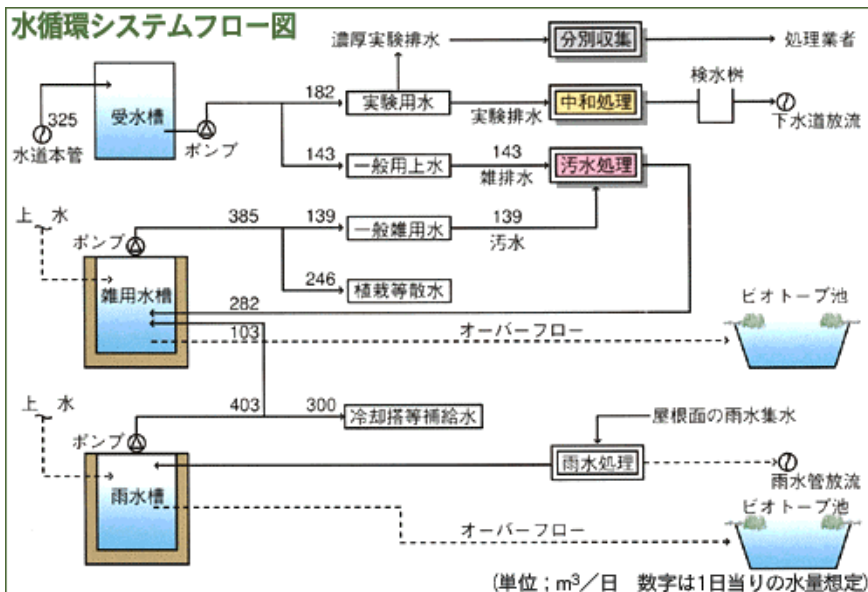 水循環システムフロー図
濃厚実験排水
分別収集
処理業者
325
水道本管
受水槽
ポンプ
182
実験用水
実験排水
中和処理
検水桝
下水道放流
143
一般用上水
143
雑排水
汚水処理
上 水
ポンプ
385
139
一般雑用水
139
汚水
246
植栽等散水
雑用水槽
282
103
オーバーフロー
ビオトープ池
上 水
ポンプ
403
300
冷却搭等補給水
屋根面の雨水集水
雨水処理
雨水管放流
雨水槽
オーバーフロー
ビオトープ池
(単位;m³/日 数字は1日当りの水量想定)